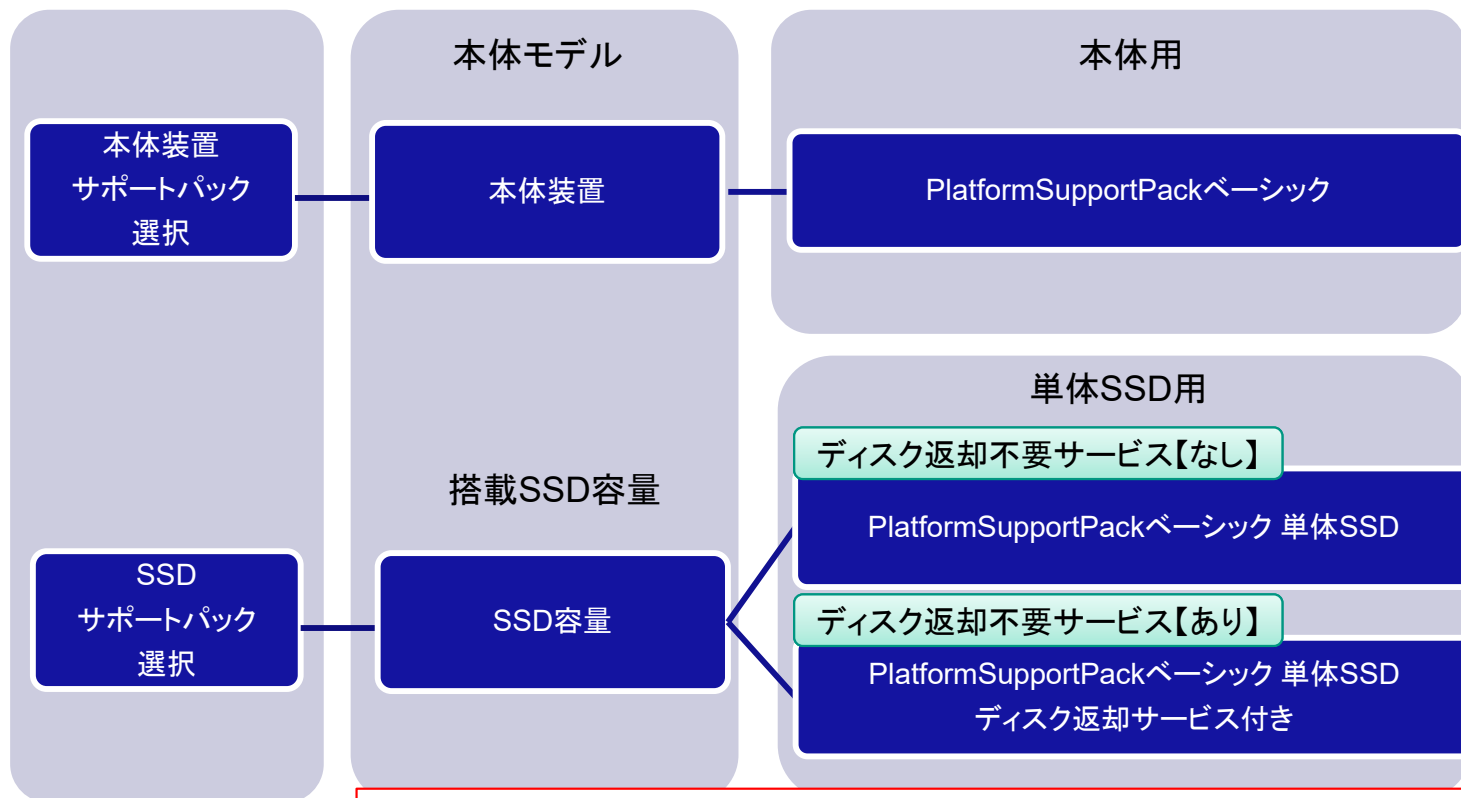 本体モデル
本体用
本体装置
サポートパック
選択
本体装置
PlatformSupportPackベーシック
単体SSD用
ディスク返却不要サービス【なし】
搭載SSD容量
PlatformSupportPackベーシック 単体SSD
SSD
サポートパック
選択
SSD容量
ディスク返却不要サービス【あり】
PlatformSupportPackベーシック 単体SSD
ディスク返却サービス付き